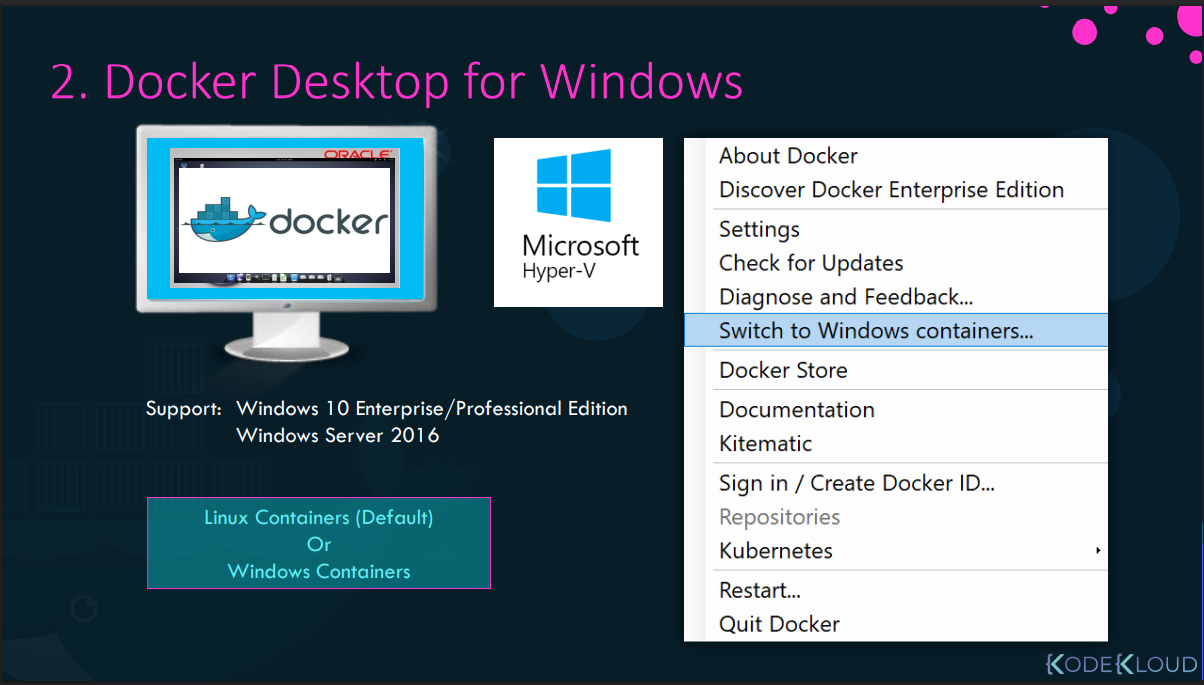 2. Docker Desktop for Windows
ORACLE
docker
Microsoft
Hyper-V
Support: Windows 10 Enterprise/Professional Edition
Windows Server 2016
Linux Containers (Default)
Or
Windows Containers
About Docker
Discover Docker Enterprise Edition
Settings
Check for Updates
Diagnose and Feedback...
Switch to Windows containers...
Docker Store
Documentation
Kitematic
Sign in / Create Docker ID...
Repositories
Kubernetes
Restart...
Quit Docker
{KODE{KLOUD